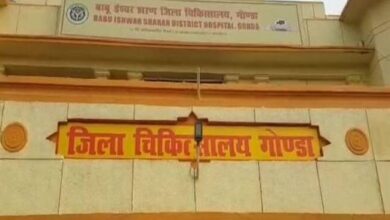 बाबू ईश्वर शरण जिला चिकित्सालय, गोण्डा
BABU ISHWAR SHARAN DISTRICT HOSPITAL, GONDA
जिला चिकित्सालय गोण्डा